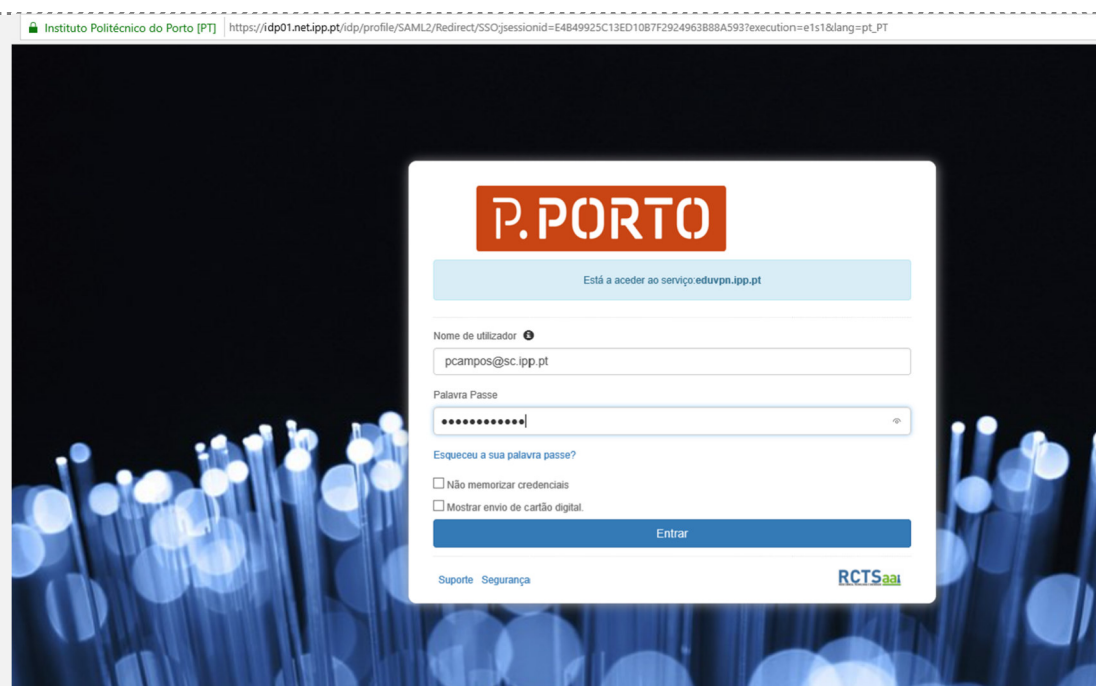 Instituto Politécnico do Porto [PT] https://idp01.net.ipp.pt/idp/profile/SAML2/Redirect/SSO;jsessionid=E4B49925C13ED10B7F2924963B88A593?execution=e1s1&lang=pt_PT
P.PORTO
Está a aceder ao serviço:eduvpn.ipp.pt
Nome de utilizador
pcampos@sc.ipp.pt
Palavra Passe
●●●●●●●●●●●●
Esqueceu a sua palavra passe?
Não memorizar credenciais
Mostrar envio de cartão digital.
Entrar
Suporte Segurança RCTSaai